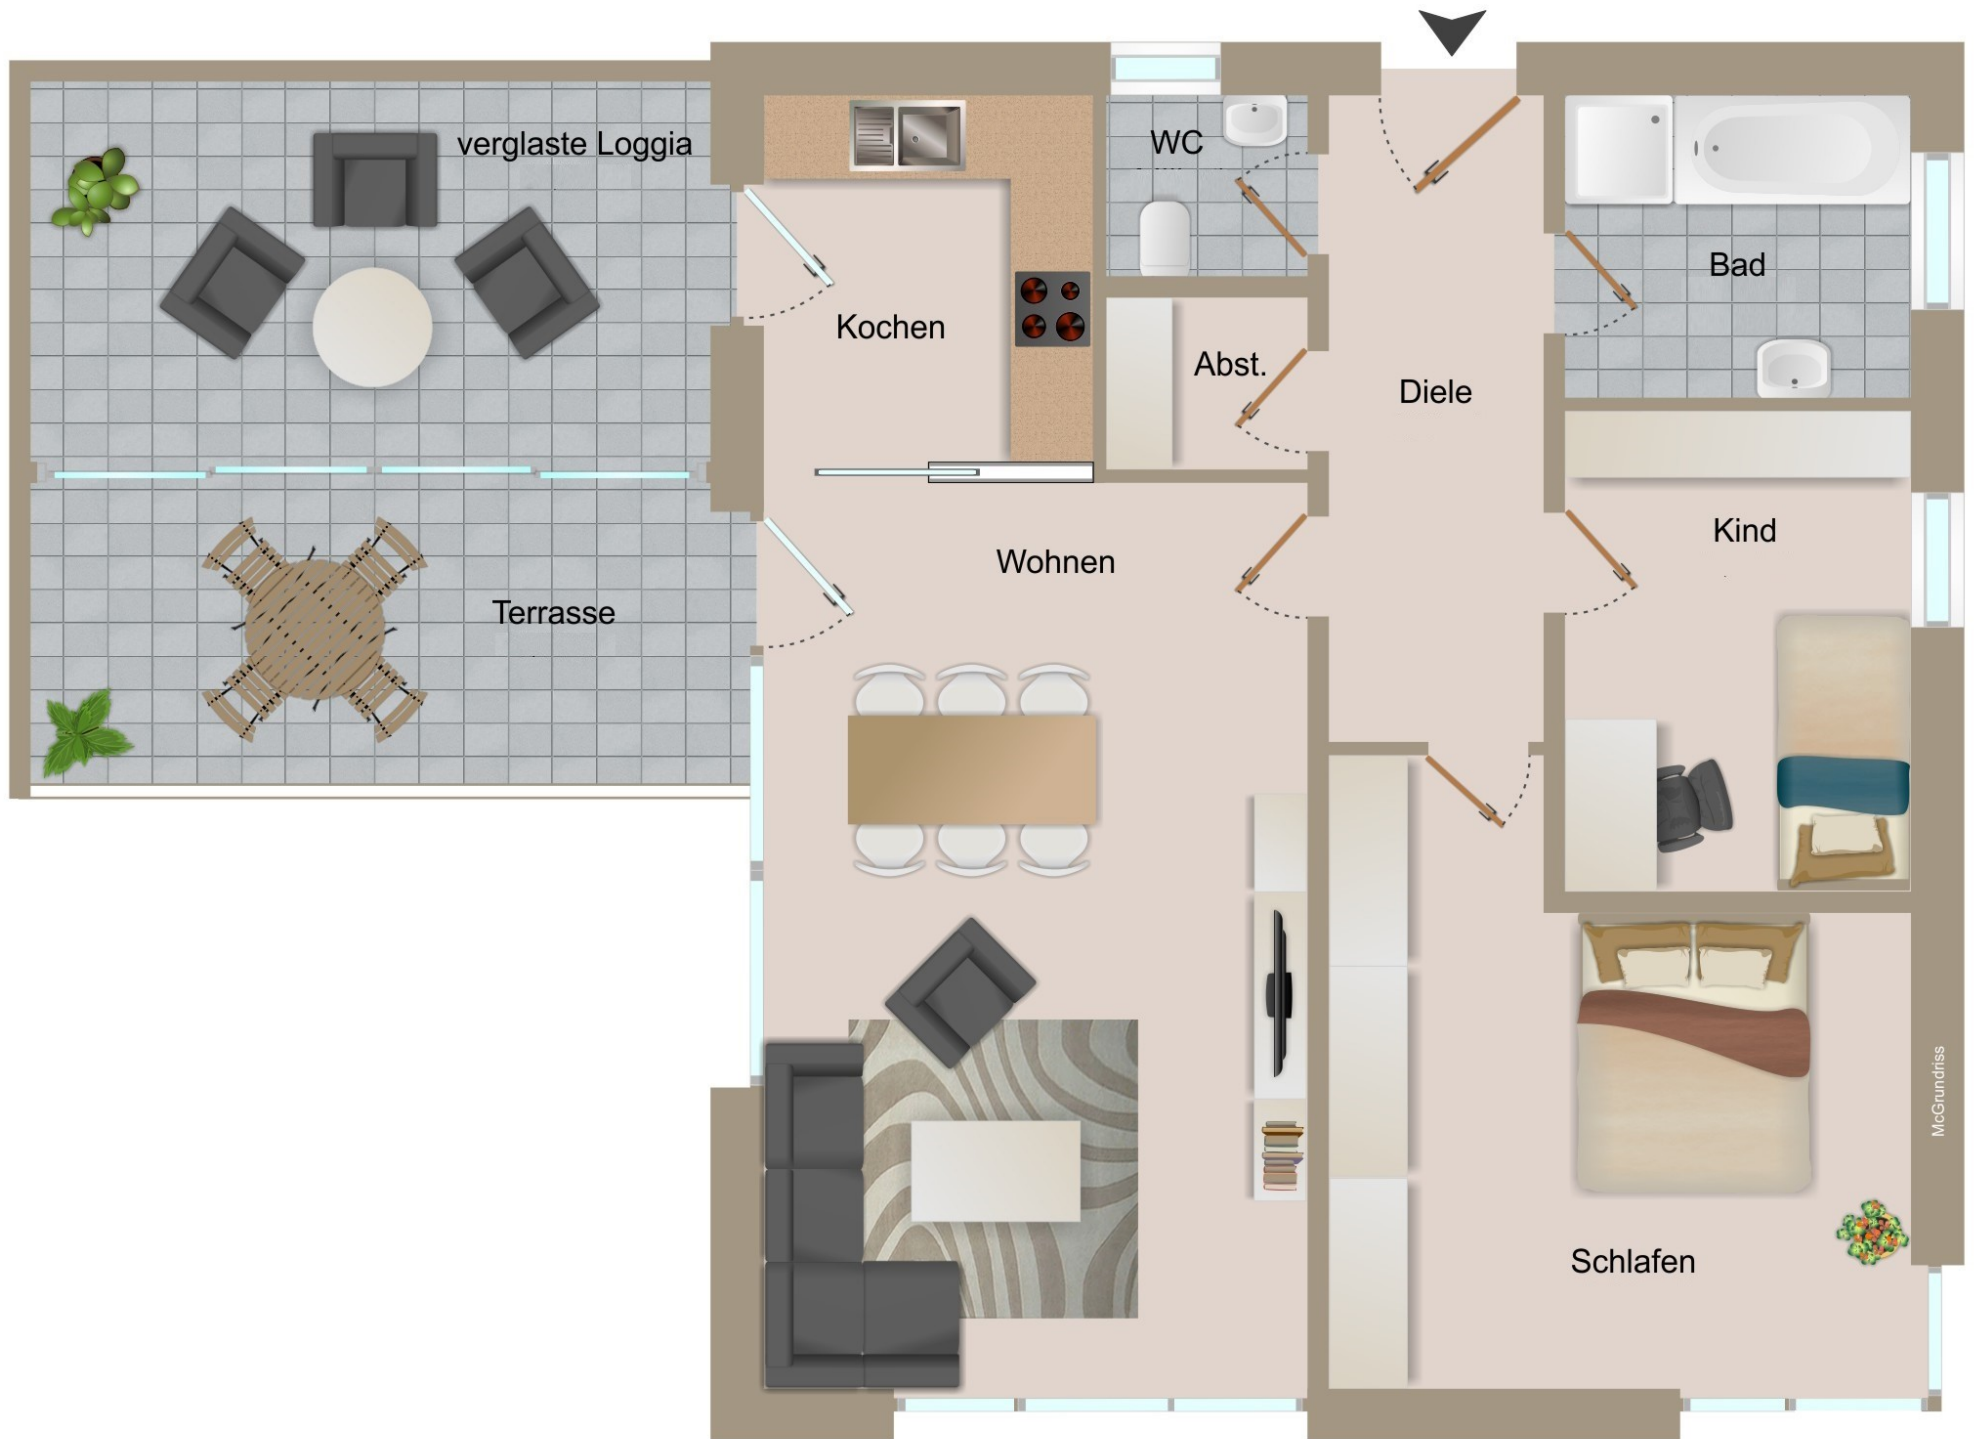 verglaste Loggia
WC
Bad
Kochen
Abst.
Diele
Kind
Wohnen
Terrasse
McGrundriss
Schlafen